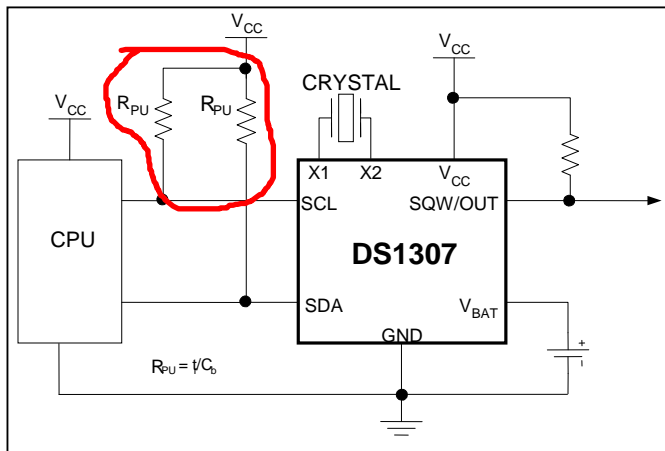 VCC
VCC
CRYSTAL
RPU
RPU
VCC
X1
X2
VCC
SCL
SQW/OUT
CPU
DS1307
SDA
VBAT
GND
+
−
RPU = t/Cb